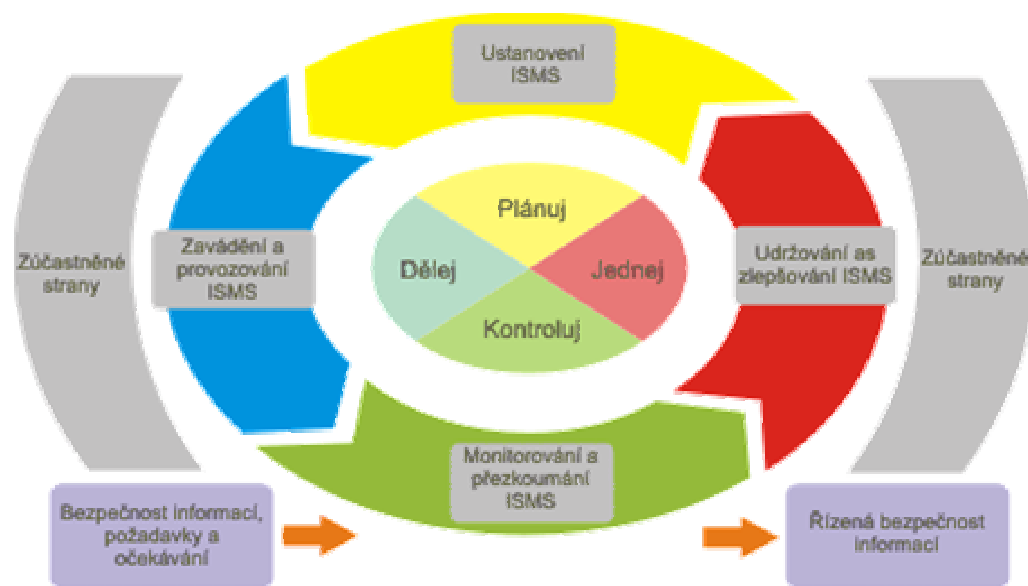 Ustanovení
ISMS
Zúčastněné
strany
Zavádění a
provozování
ISMS
Plánuj
Dělej
Jednej
Kontroluj
Udržování as
zlepšování ISMS
Zúčastněné
strany
Monitorování a
přezkoumání
ISMS
Bezpečnost informací,
požadavky a
očekávání
Řízená bezpečnost
informací